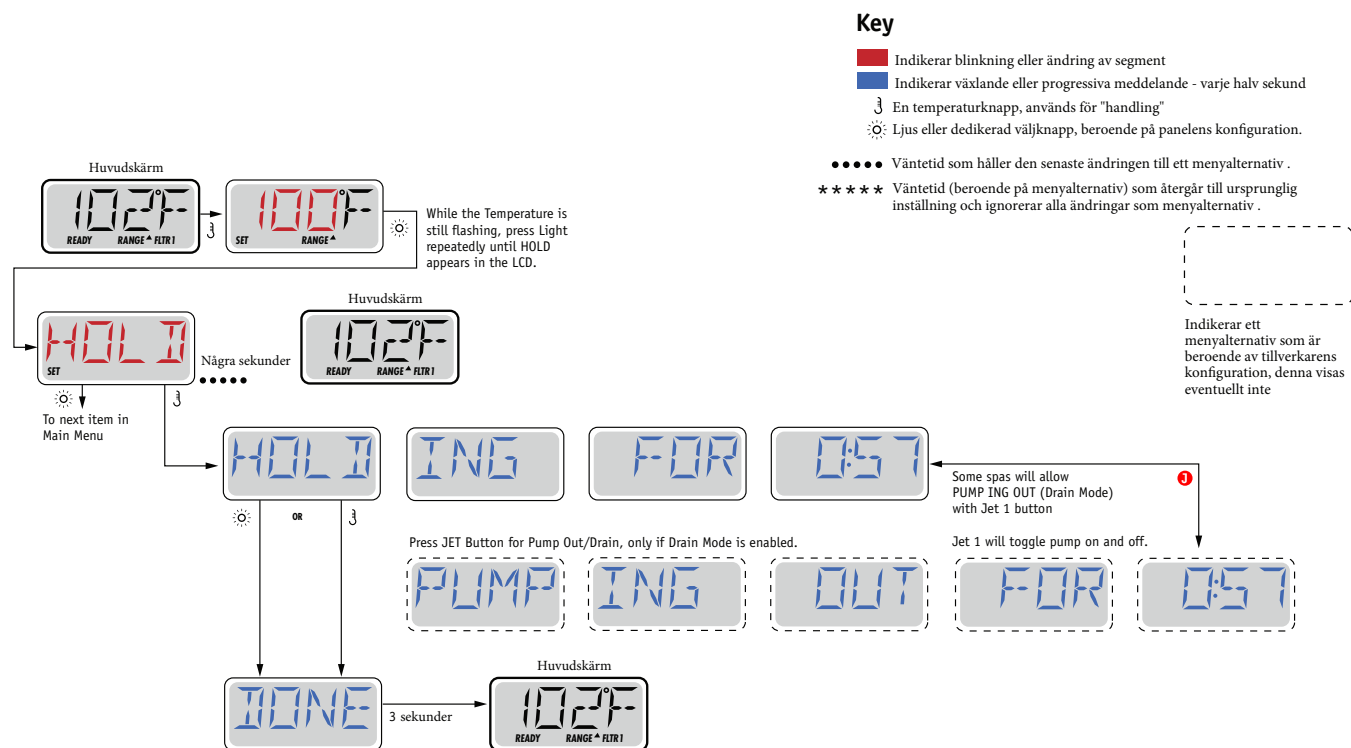 Key
Indikerar blinkning eller ändring av segment
Indikerar växlande eller progressiva meddelande - varje halv sekund
En temperaturknapp, används för "handling"
Ljus eller dedikerad väljknapp, beroende på panelens konfiguration.
••••• Väntetid som håller den senaste ändringen till ett menyalternativ .
***** Väntetid (beroende på menyalternativ) som återgår till ursprunglig
inställning och ignorerar alla ändringar som menyalternativ .
Indikerar ett
menyalternativ som är
beroende av tillverkarens
konfiguration, denna visas
eventuellt inte
Huvudskärm
102°F
READY RANGE ▲ FLTR1
100°F
SET RANGE ▲
While the Temperature is
still flashing, press Light
repeatedly until HOLD
appears in the LCD.
HOLD
SET
Några sekunder
•••••
Huvudskärm
102°F
READY RANGE ▲ FLTR1
To next item in
Main Menu
HOLD
ING
FOR
0:57
Some spas will allow
PUMP ING OUT (Drain Mode)
with Jet 1 button
J
OR
Press JET Button for Pump Out/Drain, only if Drain Mode is enabled.
Jet 1 will toggle pump on and off.
PUMP
ING
OUT
FOR
0:57
DONE
3 sekunder
Huvudskärm
102°F
READY RANGE ▲ FLTR1